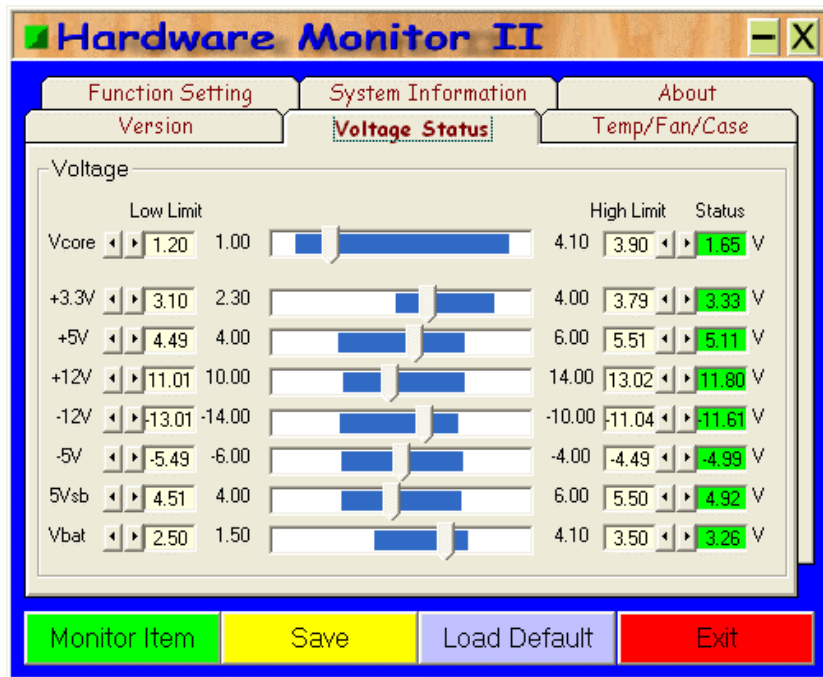 Hardware Monitor II
Function Setting System Information About
Version Voltage Status Temp/Fan/Case
Voltage
Low Limit High Limit Status
Vcore 1.20 1.00 4.10 3.90 1.65 V
+3.3V 3.10 2.30 4.00 3.79 3.33 V
+5V 4.49 4.00 6.00 5.51 5.11 V
+12V 11.01 10.00 14.00 13.02 11.80 V
-12V -13.01 -14.00 -10.00 -11.04 -11.61 V
-5V -5.49 -6.00 -4.00 -4.49 -4.99 V
5Vsb 4.51 4.00 6.00 5.50 4.92 V
Vbat 2.50 1.50 4.10 3.50 3.26 V
Monitor Item Save Load Default Exit